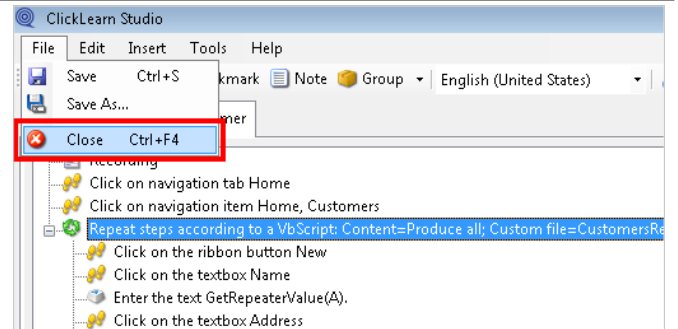 ClickLearn Studio
File Edit Insert Tools Help
Save Ctrl+S kmark Note Group English (United States)
Save As...
mer
Close Ctrl+F4
Recording
Click on navigation tab Home
Click on navigation item Home, Customers
Repeat steps according to a VbScript: Content=Produce all; Custom file=CustomersRe
Click on the ribbon button New
Click on the textbox Name
Enter the text GetRepeaterValue(A).
Click on the textbox Address